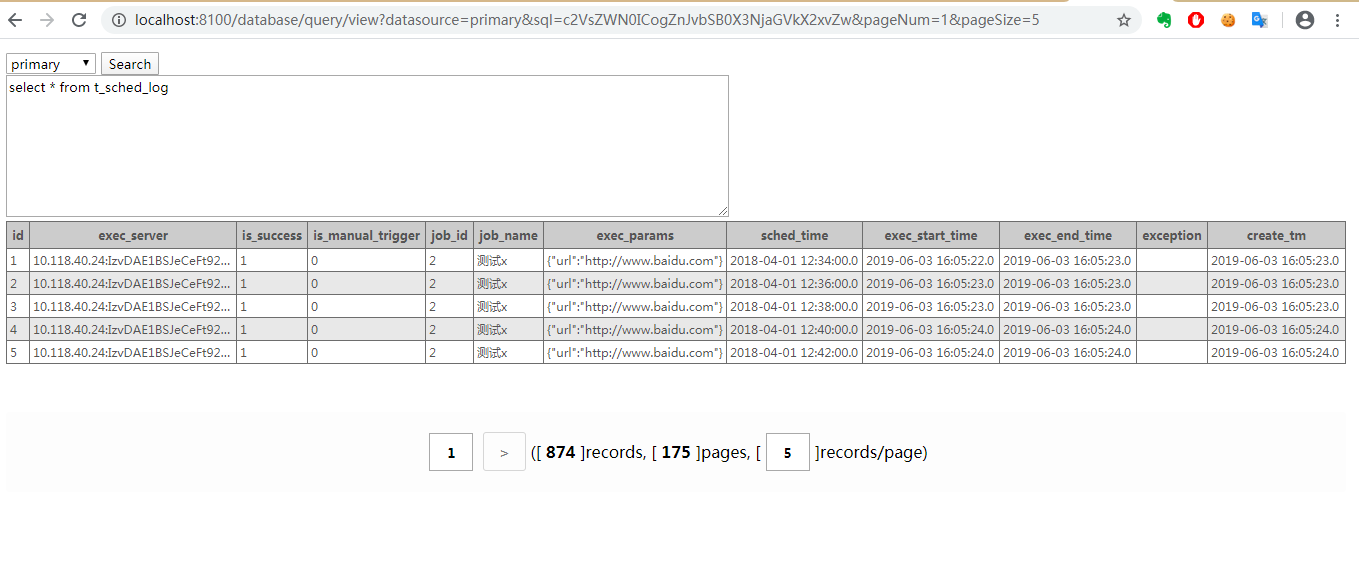 localhost:8100/database/query/view?datasource=primary&sql=c2VsZWN0ICogZnJvbSB0X3NjaGVkX2xvZw&pageNum=1&pageSize=5
primary Search
select * from t_sched_log
id exec_server is_success is_manual_trigger job_id job_name exec_params sched_time exec_start_time exec_end_time exception create_tm
1 10.118.40.24:IzvDAE1BSJeCeFt92... 1 0 2 测试x {"url":"http://www.baidu.com"} 2018-04-01 12:34:00.0 2019-06-03 16:05:22.0 2019-06-03 16:05:23.0 2019-06-03 16:05:23.0
2 10.118.40.24:IzvDAE1BSJeCeFt92... 1 0 2 测试x {"url":"http://www.baidu.com"} 2018-04-01 12:36:00.0 2019-06-03 16:05:23.0 2019-06-03 16:05:23.0 2019-06-03 16:05:23.0
3 10.118.40.24:IzvDAE1BSJeCeFt92... 1 0 2 测试x {"url":"http://www.baidu.com"} 2018-04-01 12:38:00.0 2019-06-03 16:05:23.0 2019-06-03 16:05:23.0 2019-06-03 16:05:23.0
4 10.118.40.24:IzvDAE1BSJeCeFt92... 1 0 2 测试x {"url":"http://www.baidu.com"} 2018-04-01 12:40:00.0 2019-06-03 16:05:24.0 2019-06-03 16:05:24.0 2019-06-03 16:05:24.0
5 10.118.40.24:IzvDAE1BSJeCeFt92... 1 0 2 测试x {"url":"http://www.baidu.com"} 2018-04-01 12:42:00.0 2019-06-03 16:05:24.0 2019-06-03 16:05:24.0 2019-06-03 16:05:24.0
1 > ([ 874 ]records, [ 175 ]pages, [ 5 ]records/page)